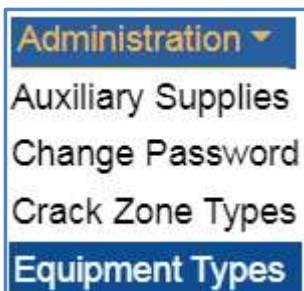 Administration
Auxiliary Supplies
Change Password
Crack Zone Types
Equipment Types